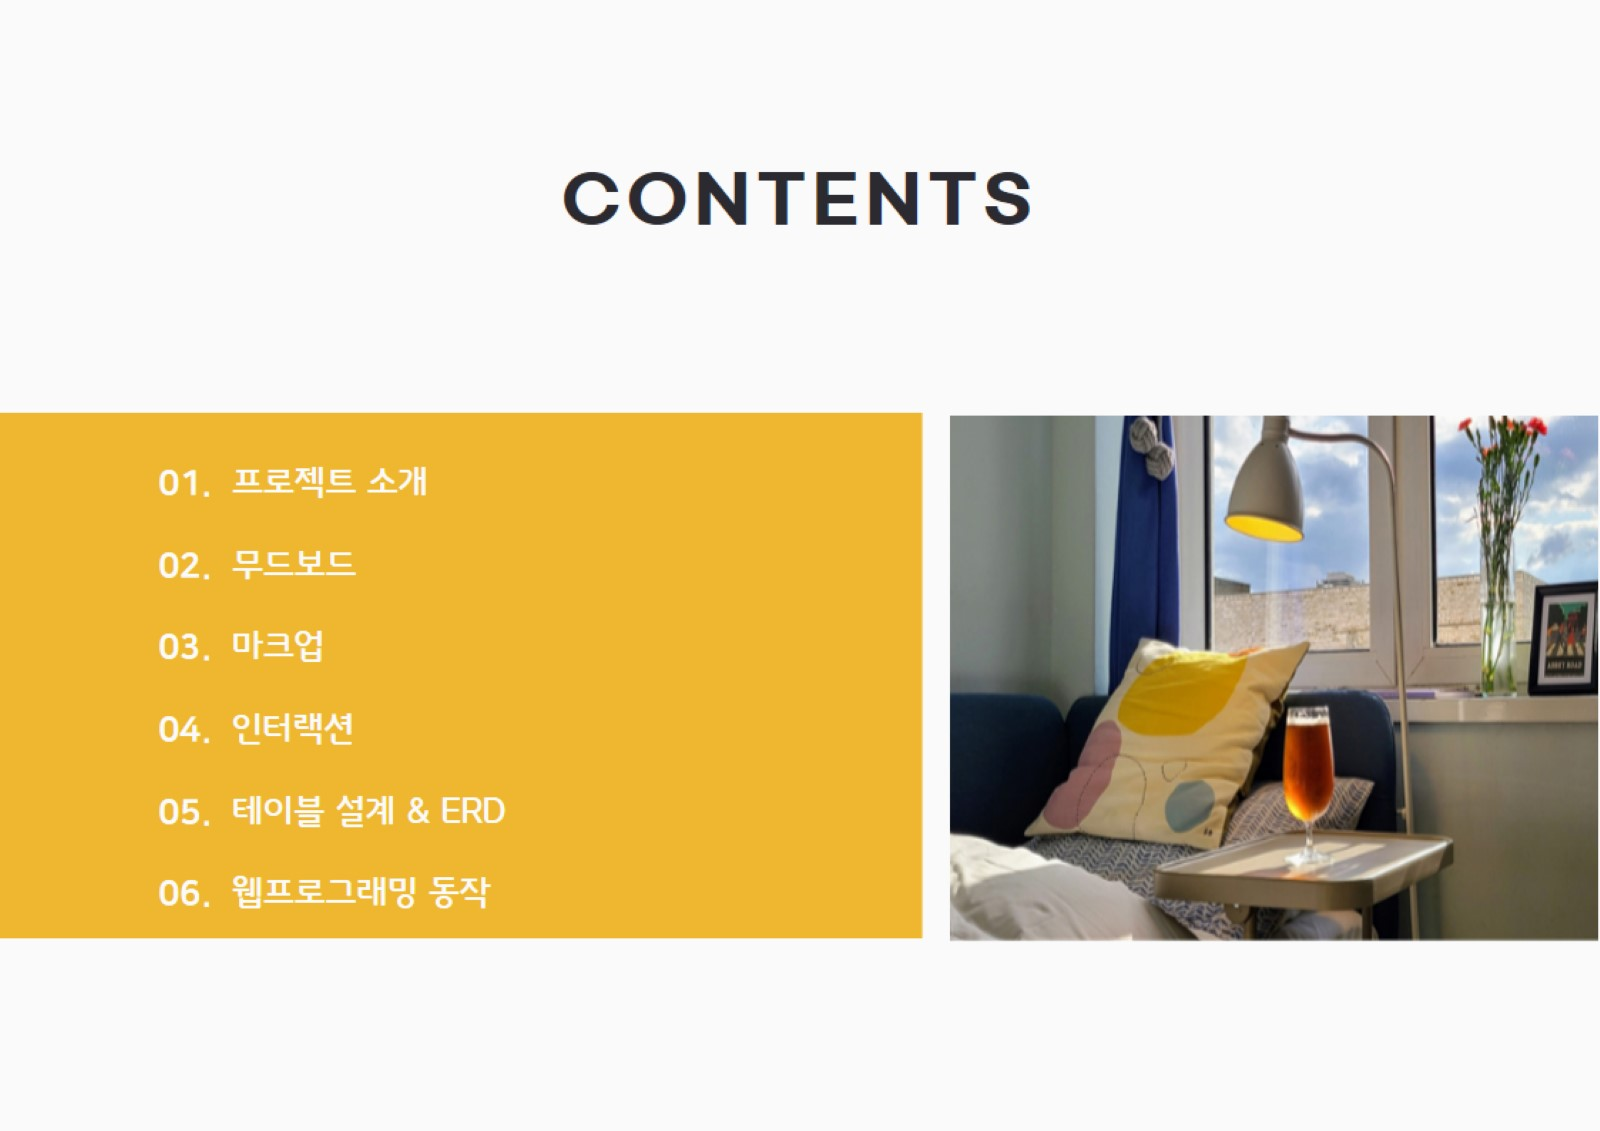 CONTENTS
01. 프로젝트 소개
02. 무드보드
03. 마크업
04. 인터랙션
05. 테이블 설계 & ERD
06. 웹프로그래밍 동작
ABBEY ROAD